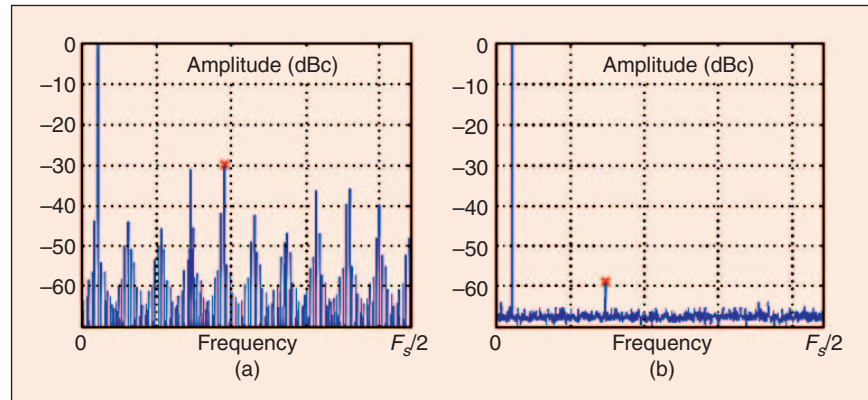 0
Amplitude (dBc)
–10
–20
–30
–40
–50
–60
0
Frequency
Fs/2
(a)
0
Amplitude (dBc)
–10
–20
–30
–40
–50
–60
0
Frequency
Fs/2
(b)